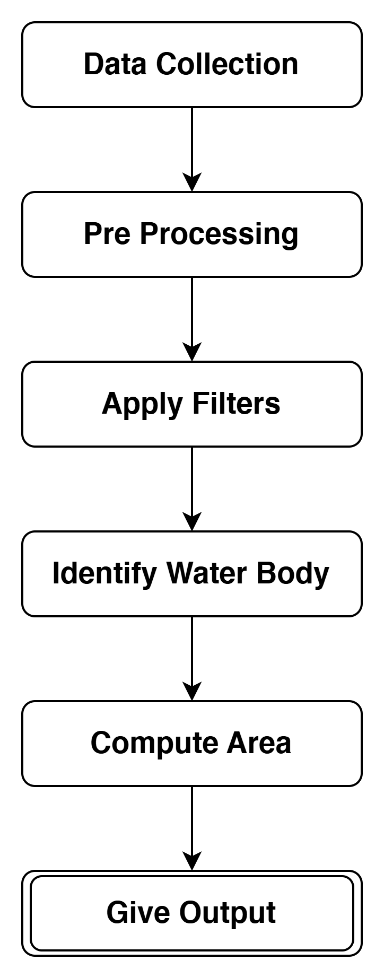 Data Collection
Pre Processing
Apply Filters
Identify Water Body
Compute Area
Give Output